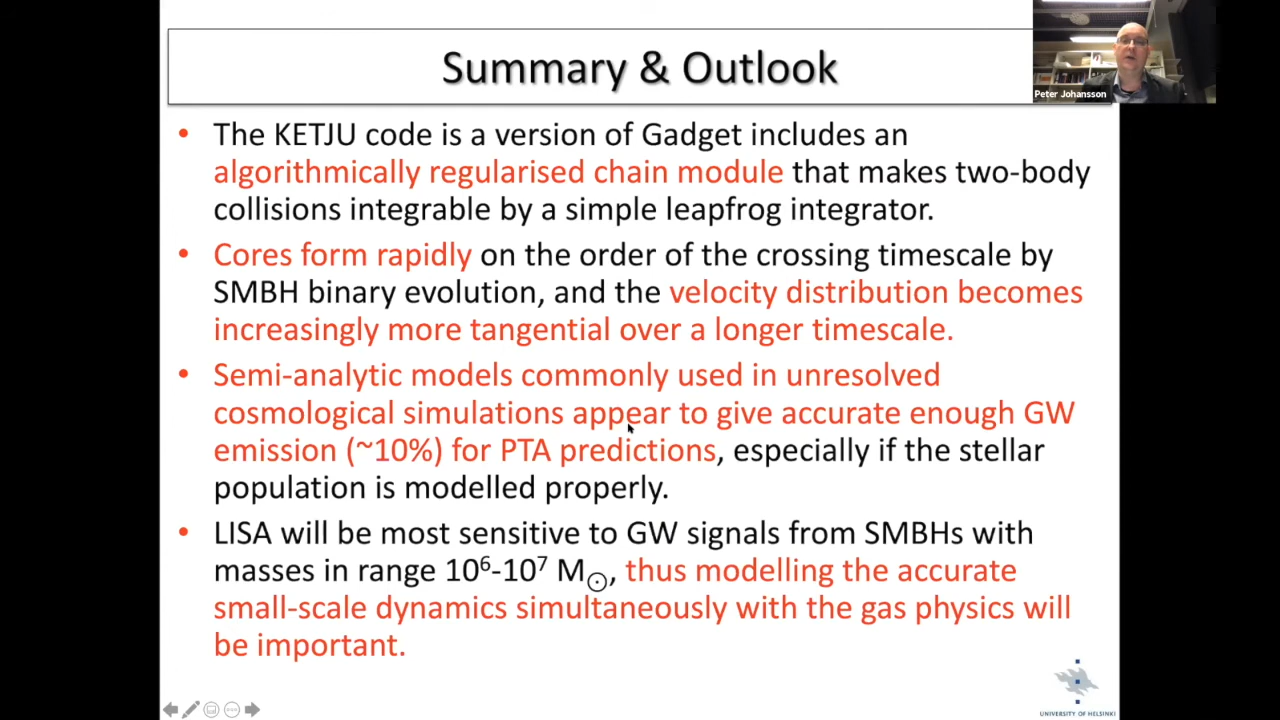 Summary & Outlook
Peter Johansson
• The KETJU code is a version of Gadget includes an
algorithmically regularised chain module that makes two-body
collisions integrable by a simple leapfrog integrator.
• Cores form rapidly on the order of the crossing timescale by
SMBH binary evolution, and the velocity distribution becomes
increasingly more tangential over a longer timescale.
• Semi-analytic models commonly used in unresolved
cosmological simulations appear to give accurate enough GW
emission (~10%) for PTA predictions, especially if the stellar
population is modelled properly.
• LISA will be most sensitive to GW signals from SMBHs with
masses in range 10⁶-10⁷ M☉, thus modelling the accurate
small-scale dynamics simultaneously with the gas physics will
be important.
UNIVERSITY OF HELSINKI